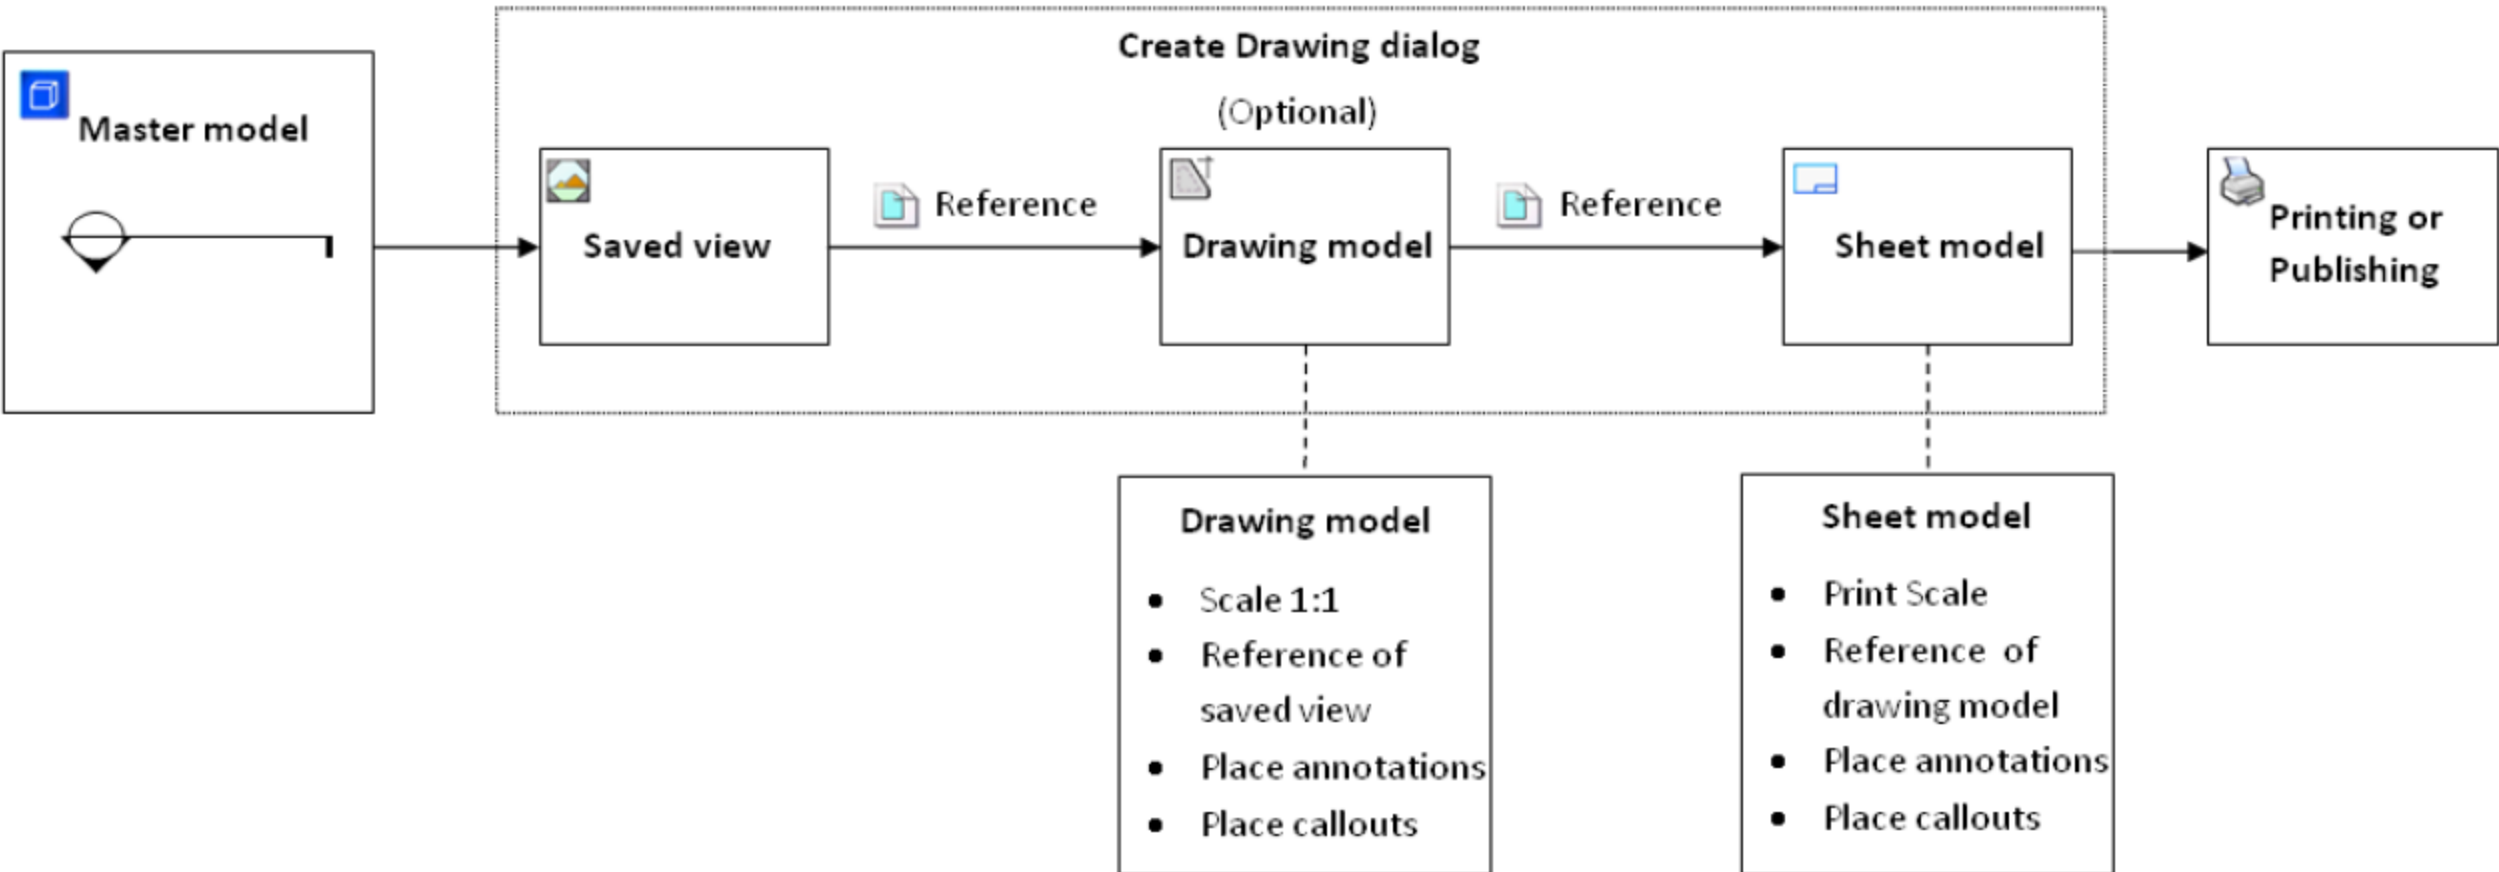 Create Drawing dialog
(Optional)
Master model
Saved view
Reference
Drawing model
Reference
Sheet model
Printing or
Publishing
Drawing model
• Scale 1:1
• Reference of
saved view
• Place annotations
• Place callouts
Sheet model
• Print Scale
• Reference of
drawing model
• Place annotations
• Place callouts